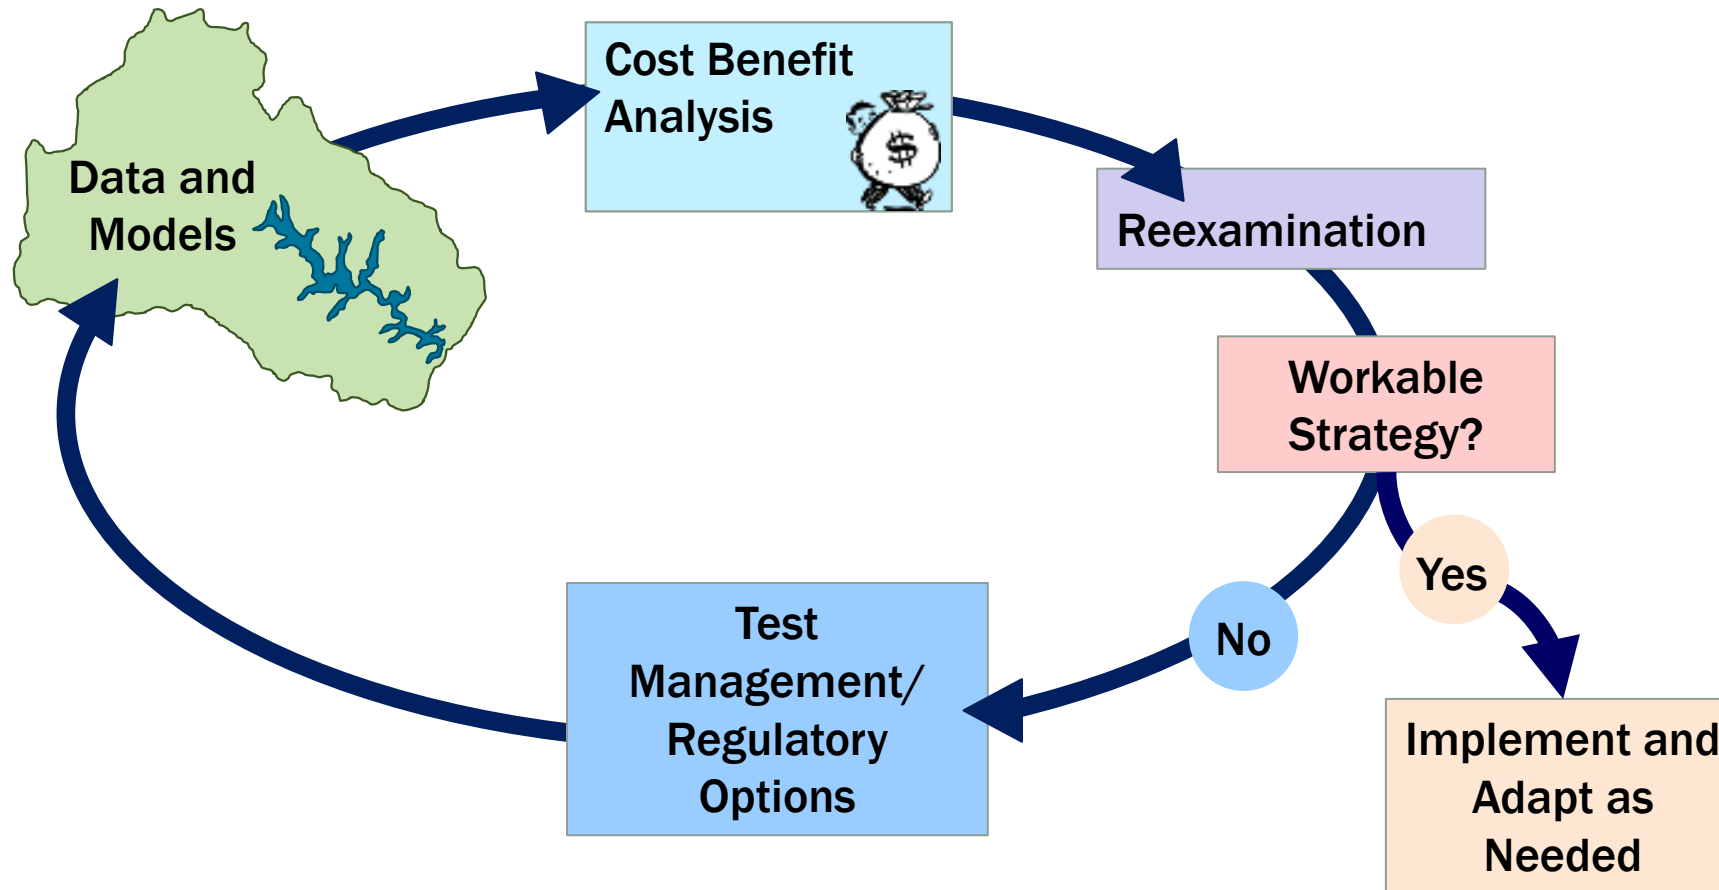 Data and
Models
Cost Benefit
Analysis
$
Reexamination
Workable
Strategy?
Yes
No
Test
Management/
Regulatory
Options
Implement and
Adapt as
Needed